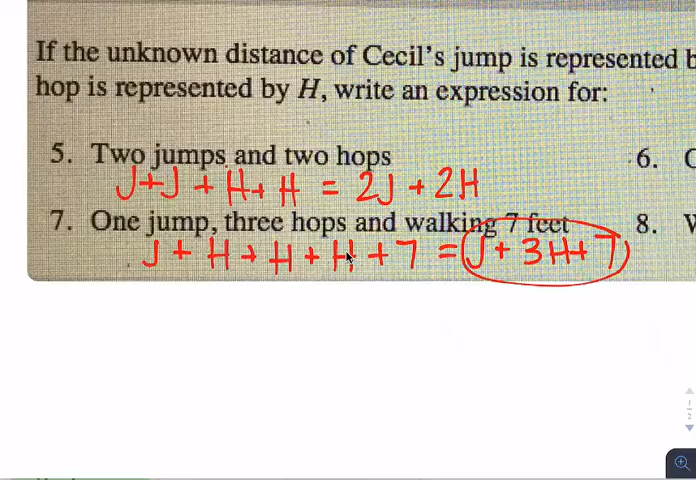 If the unknown distance of Cecil's jump is represented b
hop is represented by H, write an expression for:
5. Two jumps and two hops
6. C
J+J + H+ H = 2J + 2H
7. One jump, three hops and walking 7 feet
8. W
J + H + H + H + 7 = J + 3H+ 7
1
2